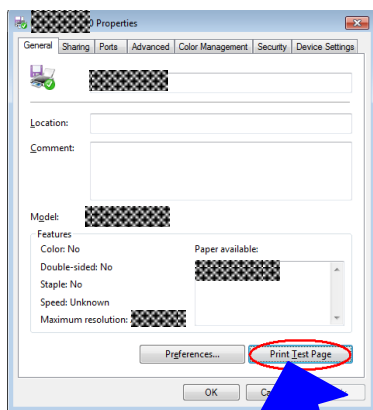 Properties
General Sharing Ports Advanced Color Management Security Device Settings
Location:
Comment:
Model:
Features
Color: No
Paper available:
Double-sided: No
Staple: No
Speed: Unknown
Maximum resolution:
Preferences...
Print Test Page
OK